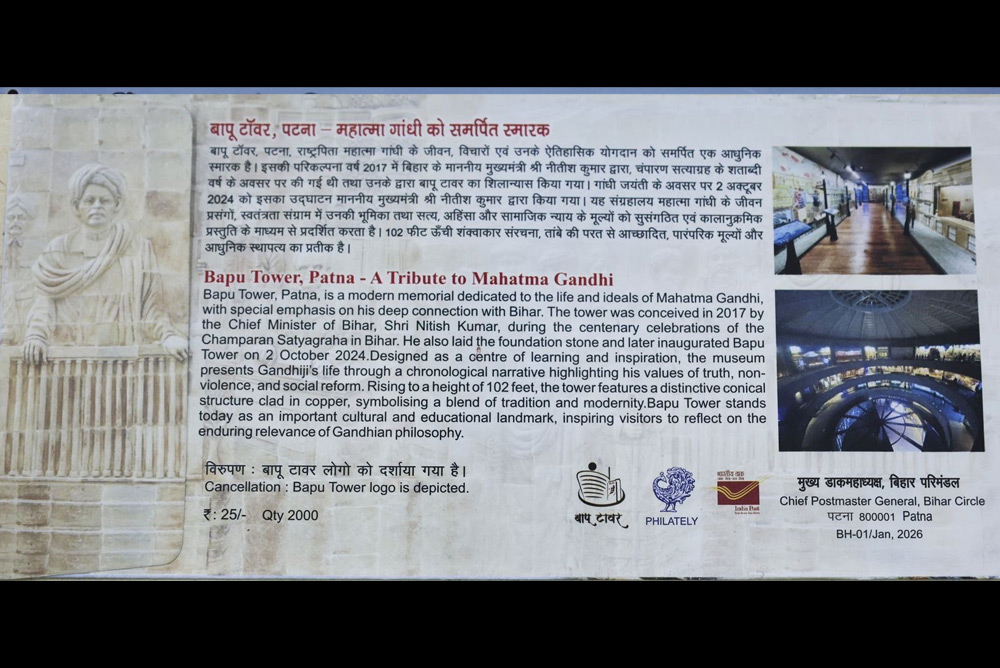 बापू टॉवर, पटना – महात्मा गांधी को समर्पित स्मारक
बापू टॉवर, पटना, राष्ट्रपिता महात्मा गांधी के जीवन, विचारों एवं उनके ऐतिहासिक योगदान को समर्पित एक आधुनिक
स्मारक है। इसकी परिकल्पना वर्ष 2017 में बिहार के माननीय मुख्यमंत्री श्री नीतीश कुमार द्वारा, चंपारण सत्याग्रह के शताब्दी
वर्ष के अवसर पर की गई थी तथा उनके द्वारा बापू टावर का शिलान्यास किया गया। गांधी जयंती के अवसर पर 2 अक्टूबर
2024 को इसका उद्घाटन माननीय मुख्यमंत्री श्री नीतीश कुमार द्वारा किया गया। यह संग्रहालय महात्मा गांधी के जीवन
प्रसंगों, स्वतंत्रता संग्राम में उनकी भूमिका तथा सत्य, अहिंसा और सामाजिक न्याय के मूल्यों को सुसंगठित एवं कालानुक्रमिक
प्रस्तुति के माध्यम से प्रदर्शित करता है। 102 फीट ऊँची शंक्वाकार संरचना, तांबे की परत से आच्छादित, पारंपरिक मूल्यों और
आधुनिक स्थापत्य का प्रतीक है।
Bapu Tower, Patna - A Tribute to Mahatma Gandhi
Bapu Tower, Patna, is a modern memorial dedicated to the life and ideals of Mahatma Gandhi,
with special emphasis on his deep connection with Bihar. The tower was conceived in 2017 by
the Chief Minister of Bihar, Shri Nitish Kumar, during the centenary celebrations of the
Champaran Satyagraha in Bihar. He also laid the foundation stone and later inaugurated Bapu
Tower on 2 October 2024.Designed as a centre of learning and inspiration, the museum
presents Gandhiji's life through a chronological narrative highlighting his values of truth, non-
violence, and social reform. Rising to a height of 102 feet, the tower features a distinctive conical
structure clad in copper, symbolising a blend of tradition and modernity.Bapu Tower stands
today as an important cultural and educational landmark, inspiring visitors to reflect on the
enduring relevance of Gandhian philosophy.
विरुपण : बापू टावर लोगो को दर्शाया गया है।
Cancellation : Bapu Tower logo is depicted.
₹: 25/- Qty 2000
बापू टावर
PHILATELY
भारतीय डाक
India Post
मुख्य डाकमहाध्यक्ष, बिहार परिमंडल
Chief Postmaster General, Bihar Circle
पटना 800001 Patna
BH-01/Jan, 2026